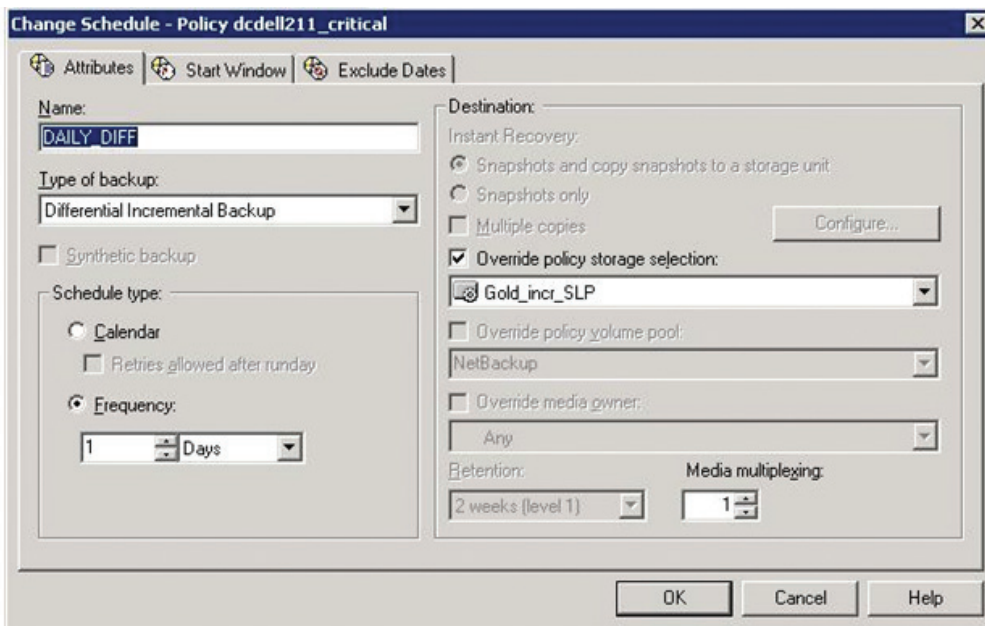 Change Schedule - Policy dcdell211_critical
Attributes
Start Window
Exclude Dates
Name:
DAILY_DIFF
Type of backup:
Differential Incremental Backup
Synthetic backup
Schedule type:
Calendar
Retries allowed after runday
Frequency:
1
Days
Destination:
Instant Recovery:
Snapshots and copy snapshots to a storage unit
Snapshots only
Multiple copies
Configure...
Override policy storage selection:
Gold_incr_SLP
Override policy volume pool:
NetBackup
Override media owner:
Any
Retention:
Media multiplexing:
2 weeks (level 1)
1
OK
Cancel
Help